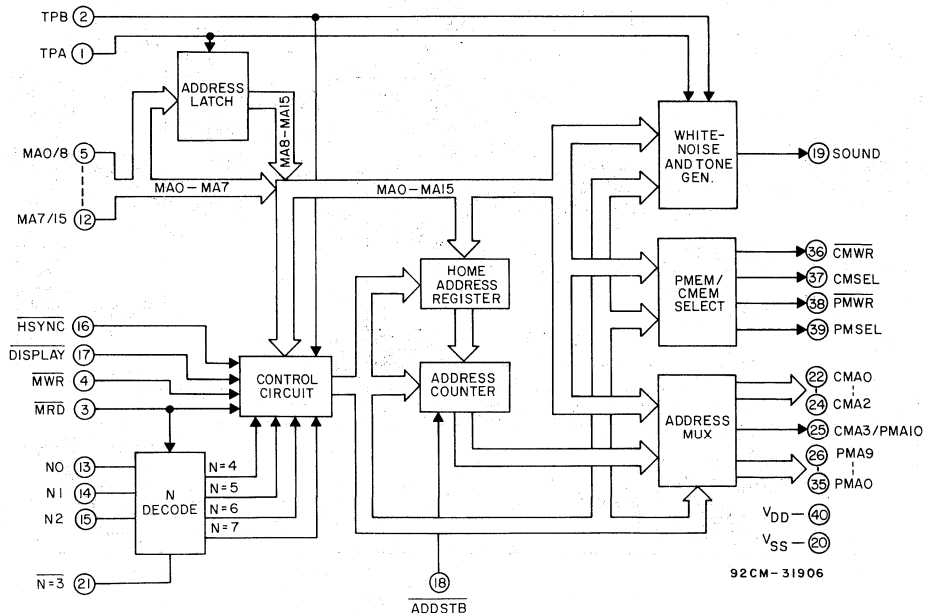 TPB 2
TPA 1
ADDRESS
LATCH
MA8-MA15
MA0/8 5
MA0-MA7
MA0-MA15
MA7/15 12
WHITE-
NOISE
AND TONE
GEN.
19 SOUND
HOME
ADDRESS
REGISTER
PMEM/
CMEM
SELECT
36 CMWR
37 CMSEL
38 PMWR
39 PMSEL
HSYNC 16
DISPLAY 17
MWR 4
MRD 3
CONTROL
CIRCUIT
ADDRESS
COUNTER
ADDRESS
MUX
22 CMA0
24 CMA2
25 CMA3/PMA10
26 PMA9
35 PMA0
N0 13
N1 14
N2 15
N
DECODE
N=4
N=5
N=6
N=7
N=3 21
18
ADDSTB
VDD-40
VSS-20
92CM-31906